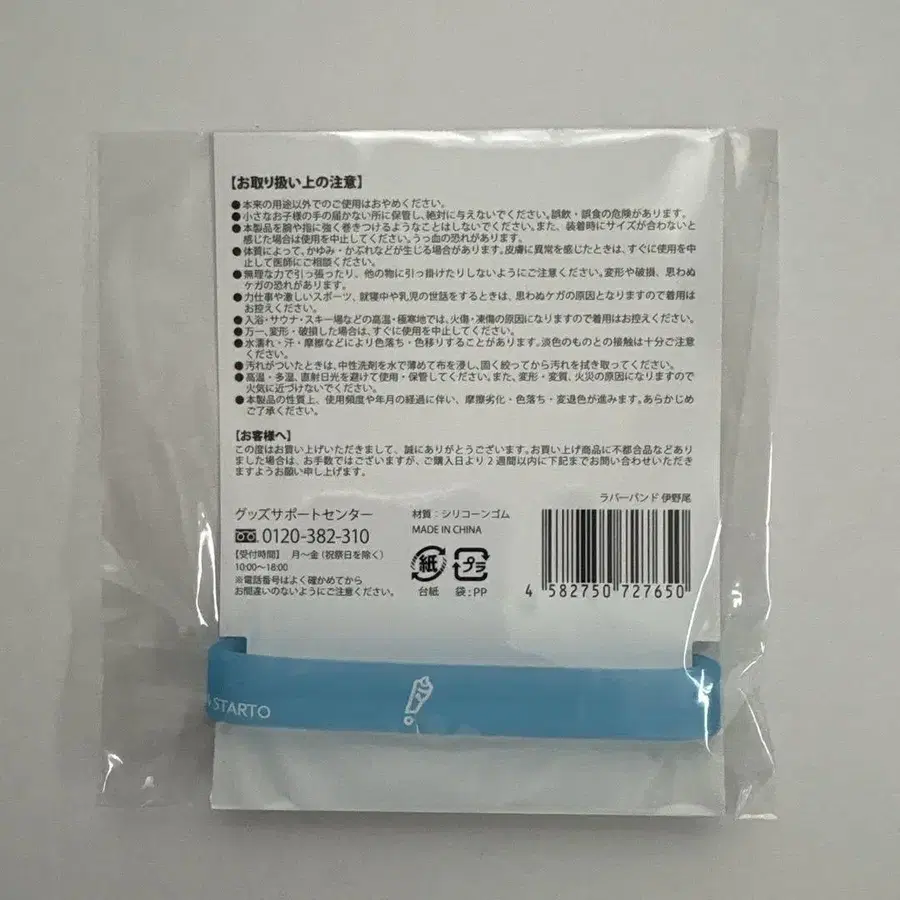 【お取り扱い上の注意】
●本来の用途以外でのご使用はおやめください。
●小さなお子様の手の届かない所に保管し、絶対に与えないでください。誤飲・誤食の危険があります。
●本製品を腕や指に強く巻きつけるようなことはしないでください。また、装着時にサイズが合わないと
感じた場合は使用を中止してください。うっ血の恐れがあります。
●体質によって、かゆみ・かぶれなどが生じる場合があります。皮膚に異常を感じたときは、すぐに使用を中
止して医師にご相談ください。
●無理な力で引っ張ったり、他の物に引っ掛けたりしないようにご注意ください。変形や破損、思わぬ
ケガの恐れがあります。
●力仕事や激しいスポーツ、就寝中や乳児の世話をするときは、思わぬケガの原因となりますので着用は
お控えください。
●入浴・サウナ・スキー場などの高温・極寒地では、火傷・凍傷の原因になりますので着用はお控えください。
●万一、変形・破損した場合は、すぐに使用を中止してください。
●水濡れ・汗・摩擦などにより色落ち・色移りすることがあります。淡色のものとの接触は十分ご注意
ください。
●汚れがついたときは、中性洗剤を水で薄めて布を浸し、固く絞ってから汚れを拭き取ってください。
●高温・多湿、直射日光を避けて使用・保管してください。また、変形・変質、火災の原因になりますので
火気に近づけないでください。
●本製品の性質上、使用頻度や年月の経過に伴い、摩擦劣化・色落ち・変退色が進みます。あらかじめ
ご了承ください。
【お客様へ】
この度はお買い上げいただきまして、誠にありがとうございます。お買い上げ商品に不都合品などあり
ました場合は、お手数ではございますが、ご購入日より2週間以内に下記までお問い合わせいただき
ますようお願い申し上げます。
ラバーバンド 伊野尾
グッズサポートセンター
0120-382-310
【受付時間】 月〜金(祝祭日を除く)
10:00〜18:00
※電話番号はよく確かめてから
お間違いのないようにご注意ください。
材質：シリコーンゴム
MADE IN CHINA
紙
プラ
台紙 袋：PP
4 582750 727650
STARTO